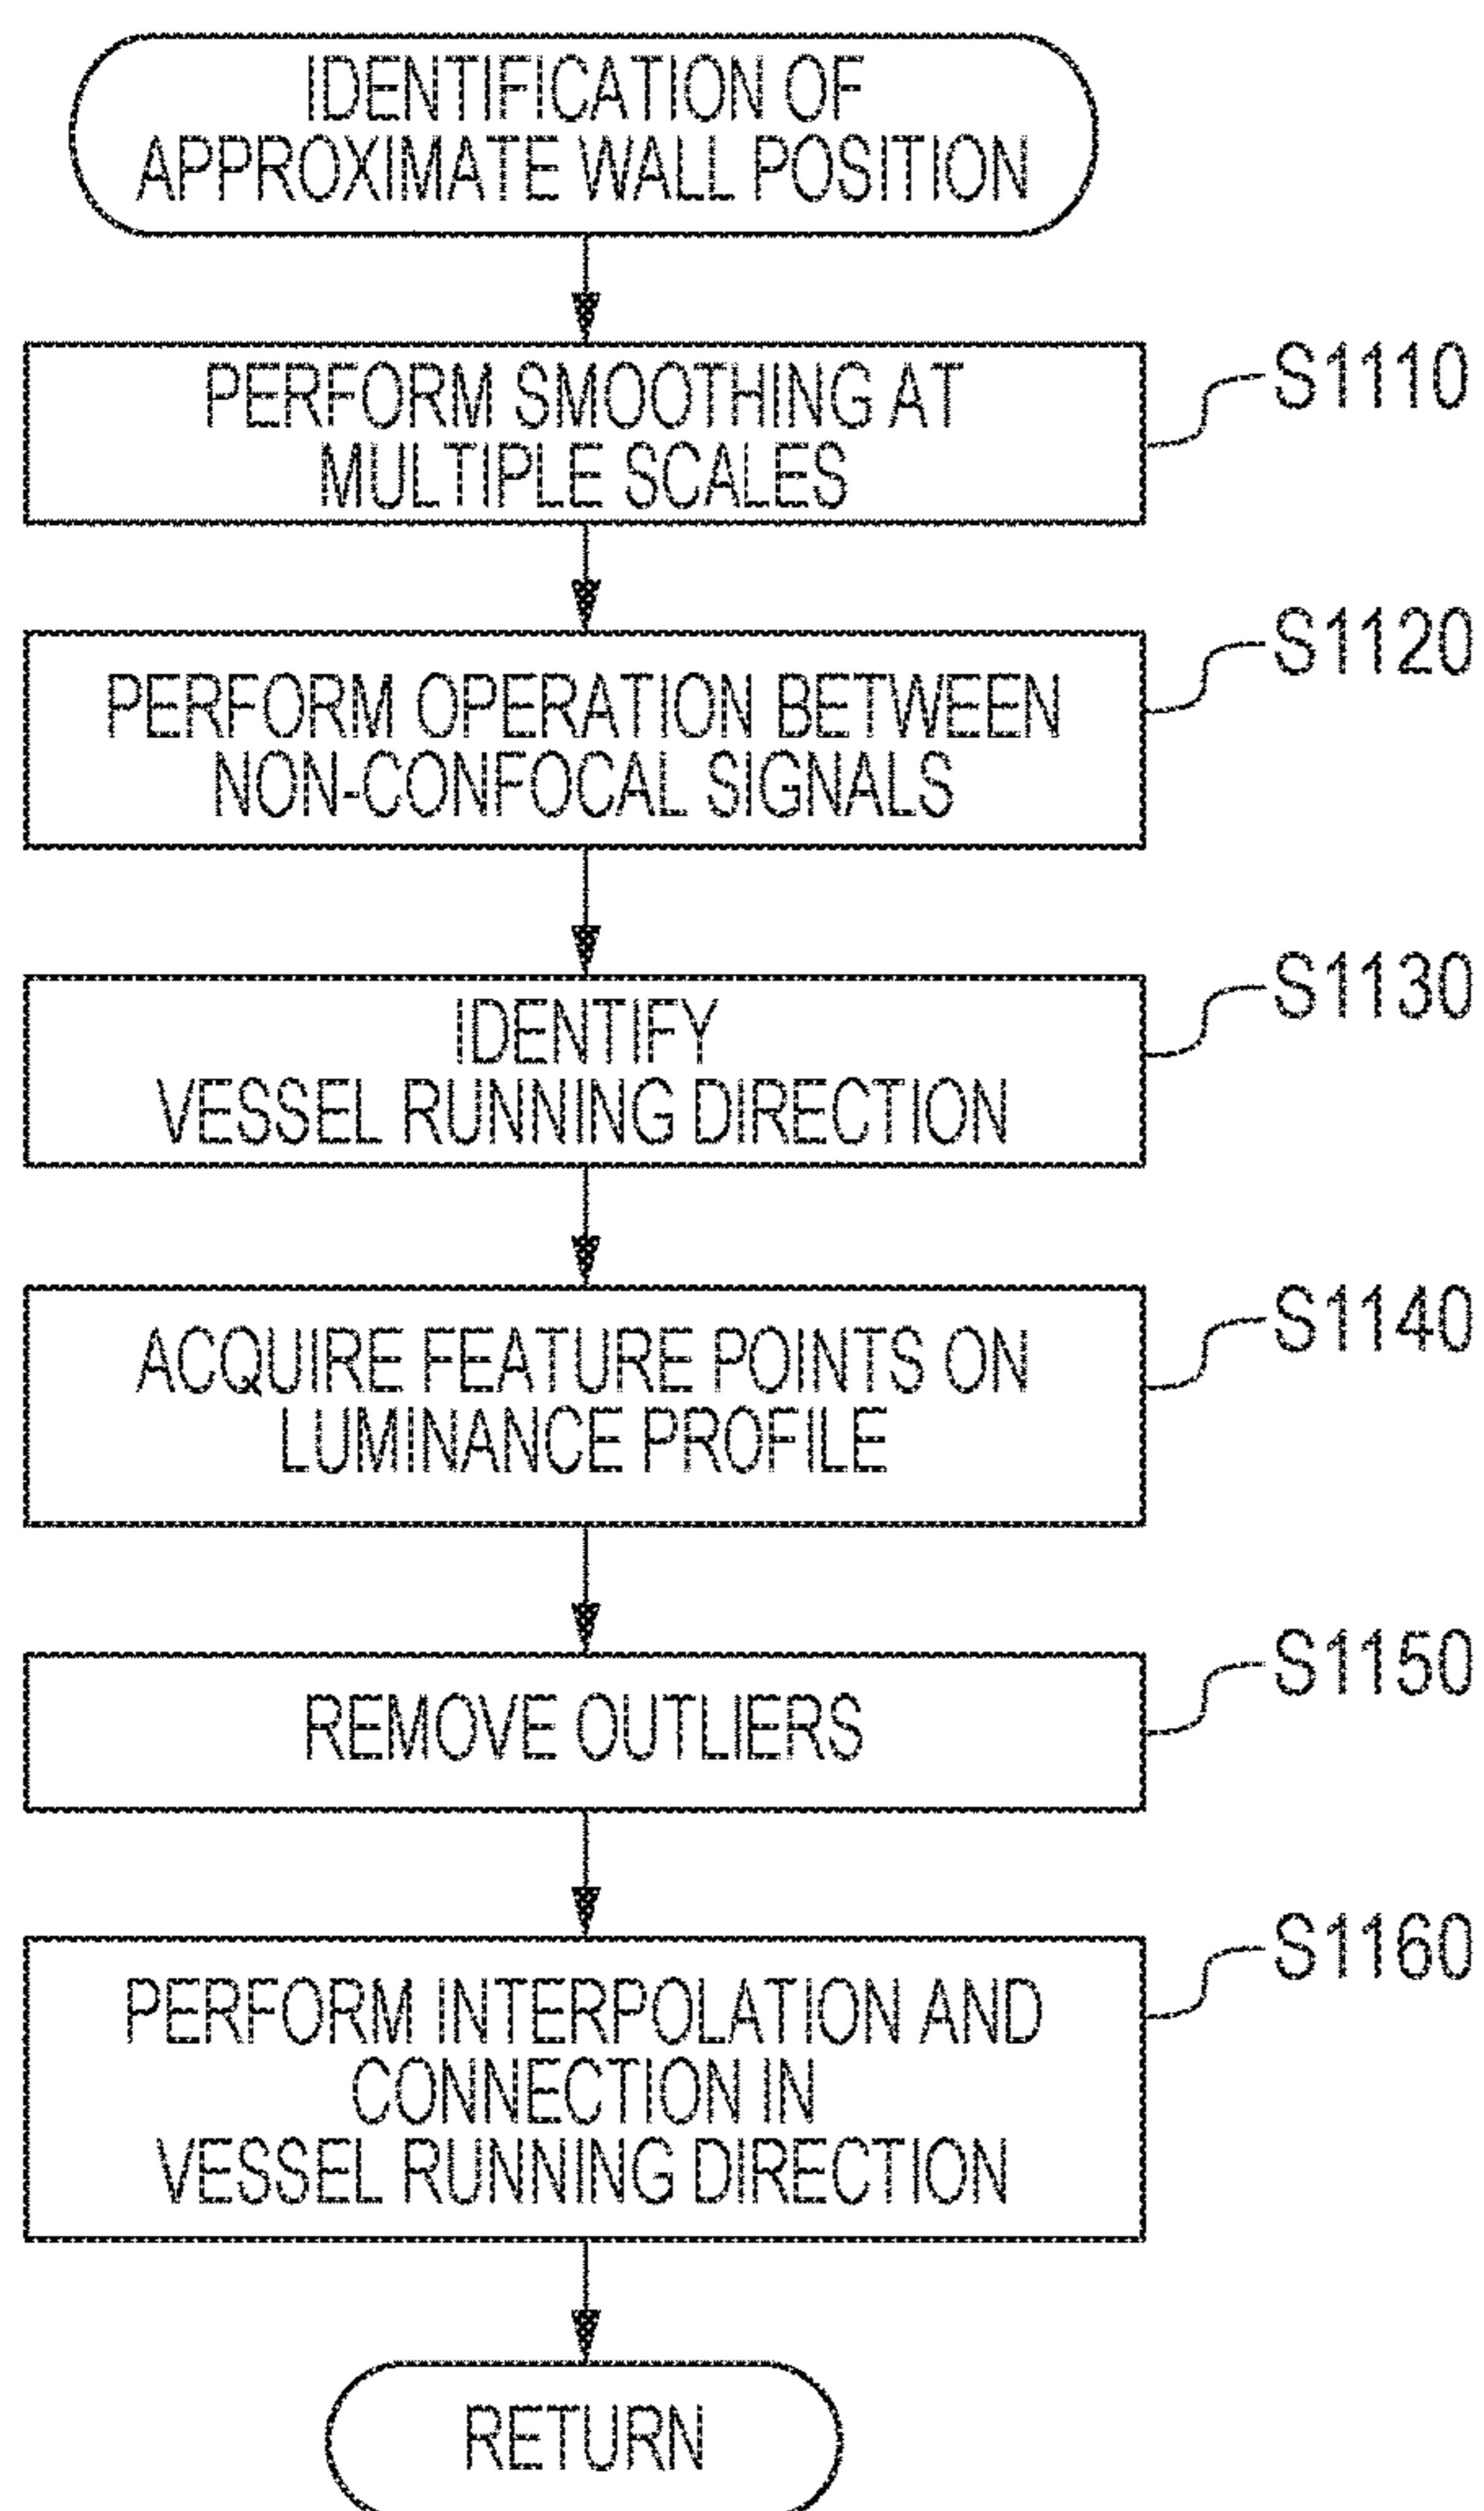 IDENTIFICATION OF
APPROXIMATE WALL POSITION
PERFORM SMOOTHING AT
MULTIPLE SCALES
S1110
PERFORM OPERATION BETWEEN
NON-CONFOCAL SIGNALS
S1120
IDENTIFY
VESSEL RUNNING DIRECTION
S1130
ACQUIRE FEATURE POINTS ON
LUMINANCE PROFILE
S1140
REMOVE OUTLIERS
S1150
PERFORM INTERPOLATION AND
CONNECTION IN
VESSEL RUNNING DIRECTION
S1160
RETURN